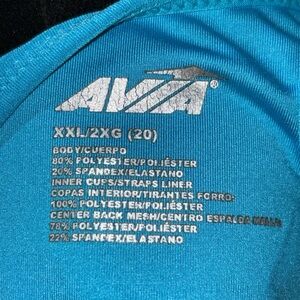 AVIA®
XXL/2XG (20)
BODY/CUERPO
80% POLYESTER/POLIÉSTER
20% SPANDEX/ELASTANO
INNER CUPS/STRAPS LINER
COPAS INTERIOR/TIRANTES FORRO:
100% POLYESTER/POLIÉSTER
CENTER BACK MESH/CENTRO ESPALDA MALLA
78% POLYESTER/POLIÉSTER
22% SPANDEX/ELASTANO